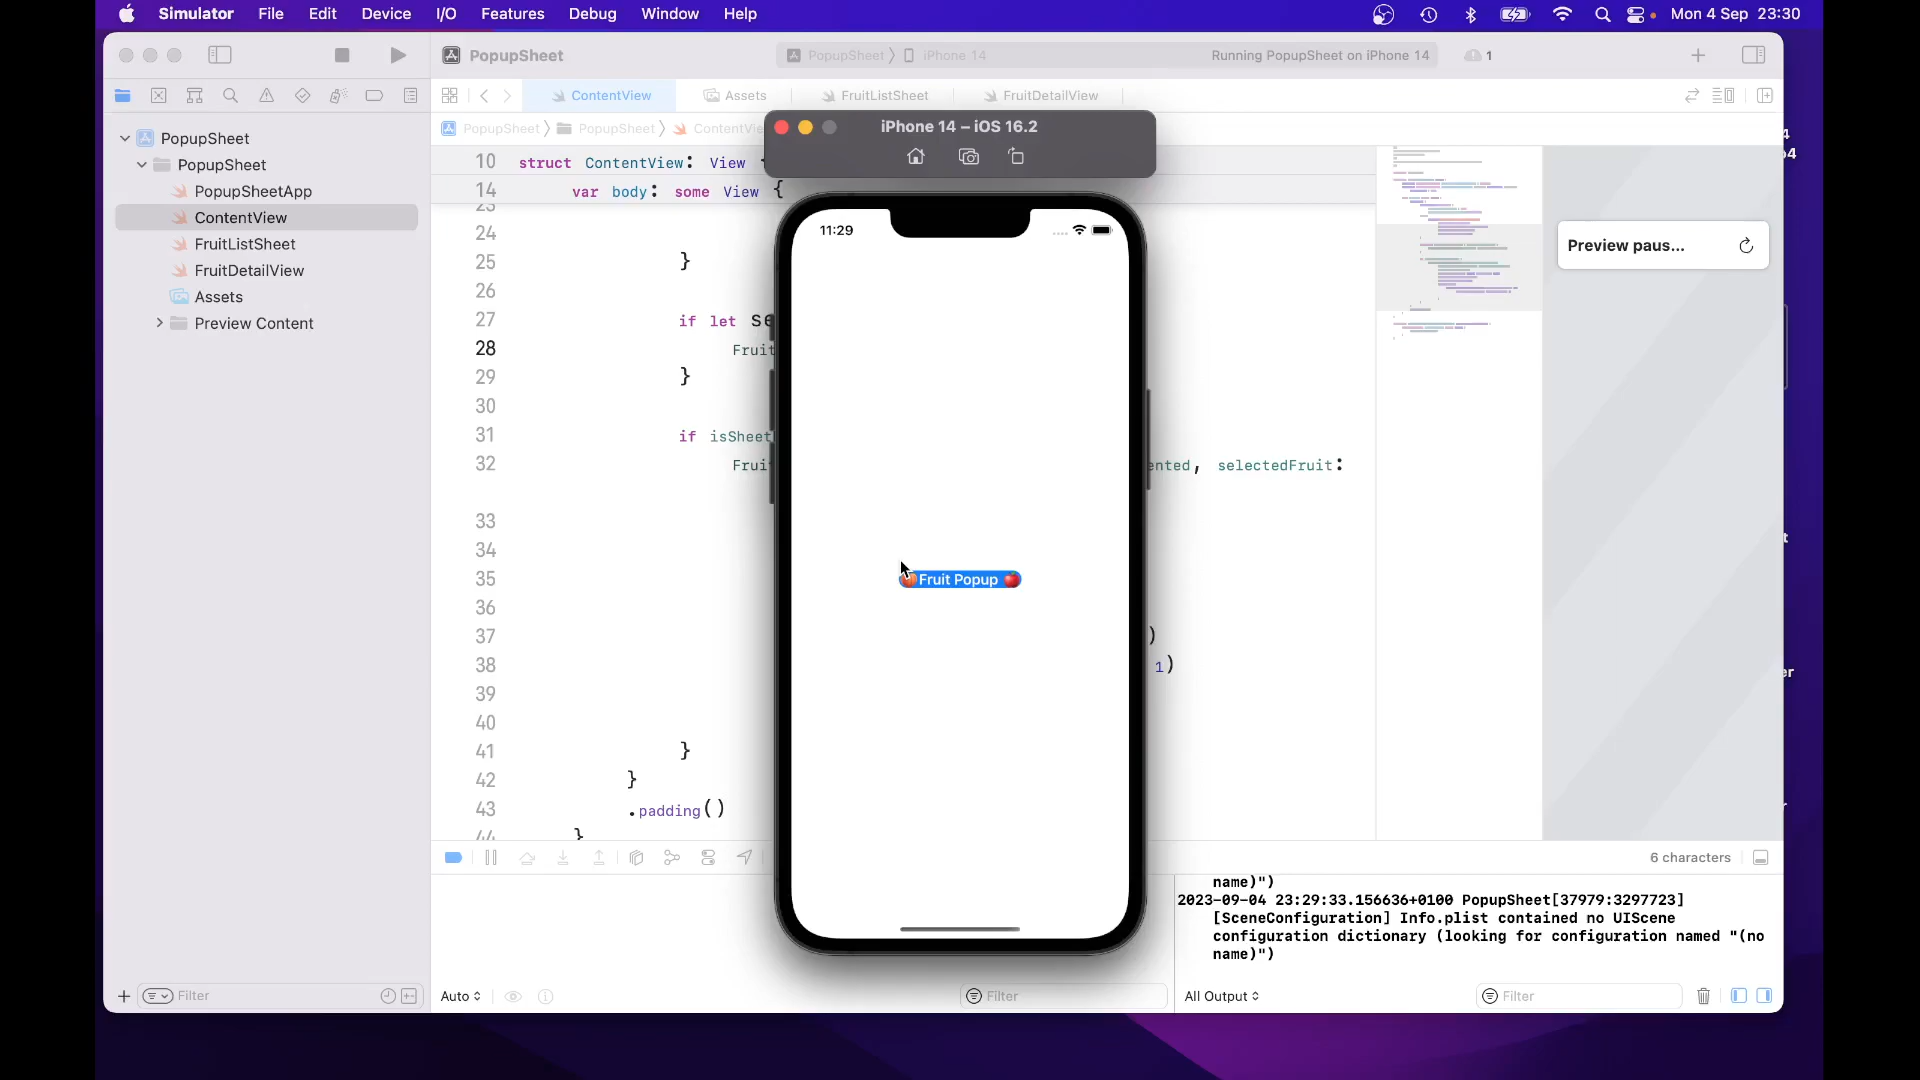 Simulator File Edit Device I/O Features Debug Window Help Mon 4 Sep 23:30
PopupSheet PopupSheet iPhone 14 Running PopupSheet on iPhone 14 1
ContentView Assets FruitListSheet FruitDetailView
PopupSheet PopupSheet
iPhone 14 – iOS 16.2
PopupSheet
PopupSheet
PopupSheetApp
ContentView
FruitListSheet
FruitDetailView
Assets
Preview Content
10 struct ContentView: View
14 var body: some View {
23
24
25 }
26
27 if let se
28 Fruit
29 }
30
31 if isSheet
32 Frui ented, selectedFruit:
33
34
35
36
37 )
38 1)
39
40
41 }
42 }
43 .padding()
44 }
11:29
Fruit Popup
Preview paus...
6 characters
name)")
2023-09-04 23:29:33.156636+0100 PopupSheet[37979:3297723]
[SceneConfiguration] Info.plist contained no UIScene
configuration dictionary (looking for configuration named "(no
name)")
Filter Auto Filter All Output Filter